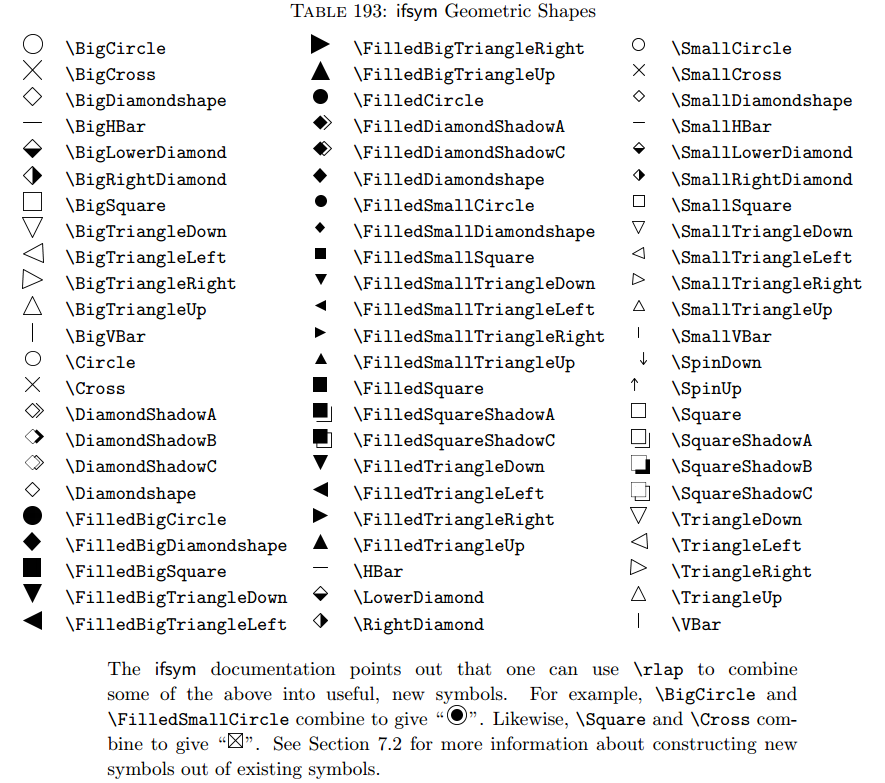 TABLE 193: ifsym Geometric Shapes
\BigCircle \FilledBigTriangleRight \SmallCircle
\BigCross \FilledBigTriangleUp \SmallCross
\BigDiamondshape \FilledCircle \SmallDiamondshape
\BigHBar \FilledDiamondShadowA \SmallHBar
\BigLowerDiamond \FilledDiamondShadowC \SmallLowerDiamond
\BigRightDiamond \FilledDiamondshape \SmallRightDiamond
\BigSquare \FilledSmallCircle \SmallSquare
\BigTriangleDown \FilledSmallDiamondshape \SmallTriangleDown
\BigTriangleLeft \FilledSmallSquare \SmallTriangleLeft
\BigTriangleRight \FilledSmallTriangleDown \SmallTriangleRight
\BigTriangleUp \FilledSmallTriangleLeft \SmallTriangleUp
\BigVBar \FilledSmallTriangleRight \SmallVBar
\Circle \FilledSmallTriangleUp \SpinDown
\Cross \FilledSquare \SpinUp
\DiamondShadowA \FilledSquareShadowA \Square
\DiamondShadowB \FilledSquareShadowC \SquareShadowA
\DiamondShadowC \FilledTriangleDown \SquareShadowB
\Diamondshape \FilledTriangleLeft \SquareShadowC
\FilledBigCircle \FilledTriangleRight \TriangleDown
\FilledBigDiamondshape \FilledTriangleUp \TriangleLeft
\FilledBigSquare \HBar \TriangleRight
\FilledBigTriangleDown \LowerDiamond \TriangleUp
\FilledBigTriangleLeft \RightDiamond \VBar
The ifsym documentation points out that one can use \rlap to combine
some of the above into useful, new symbols. For example, \BigCircle and
\FilledSmallCircle combine to give “◉”. Likewise, \Square and \Cross com-
bine to give “☒”. See Section 7.2 for more information about constructing new
symbols out of existing symbols.